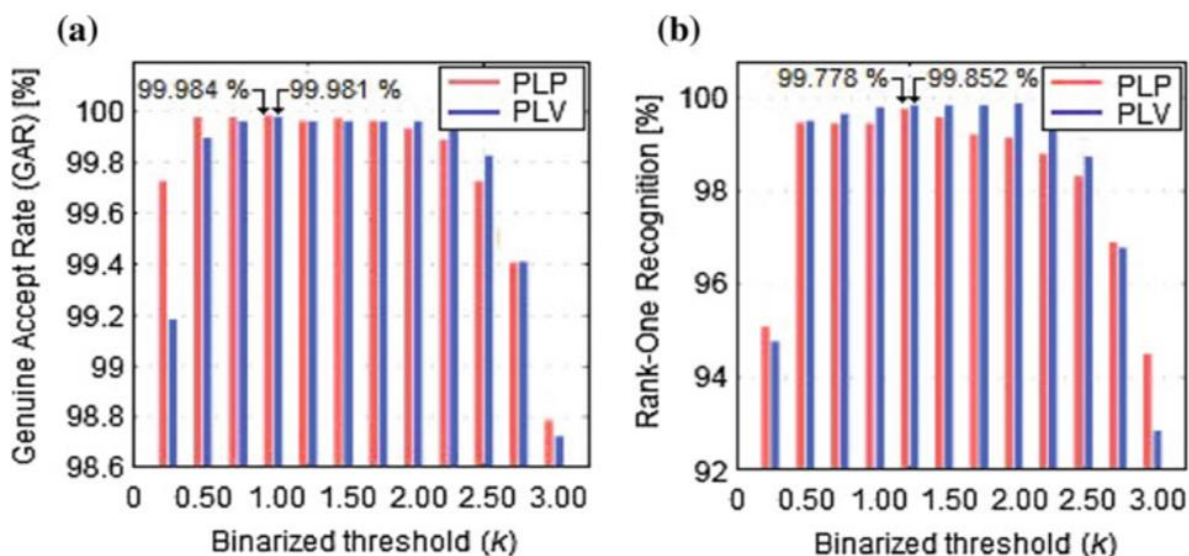 (a)
99.984 %
99.981 %
PLP
PLV
Genuine Accept Rate (GAR) [%]
100
99.8
99.6
99.4
99.2
99
98.8
98.6
0 0.50 1.00 1.50 2.00 2.50 3.00
Binarized threshold (k)
(b)
99.778 %
99.852 %
PLP
PLV
Rank-One Recognition [%]
100
98
96
94
92
0 0.50 1.00 1.50 2.00 2.50 3.00
Binarized threshold (k)